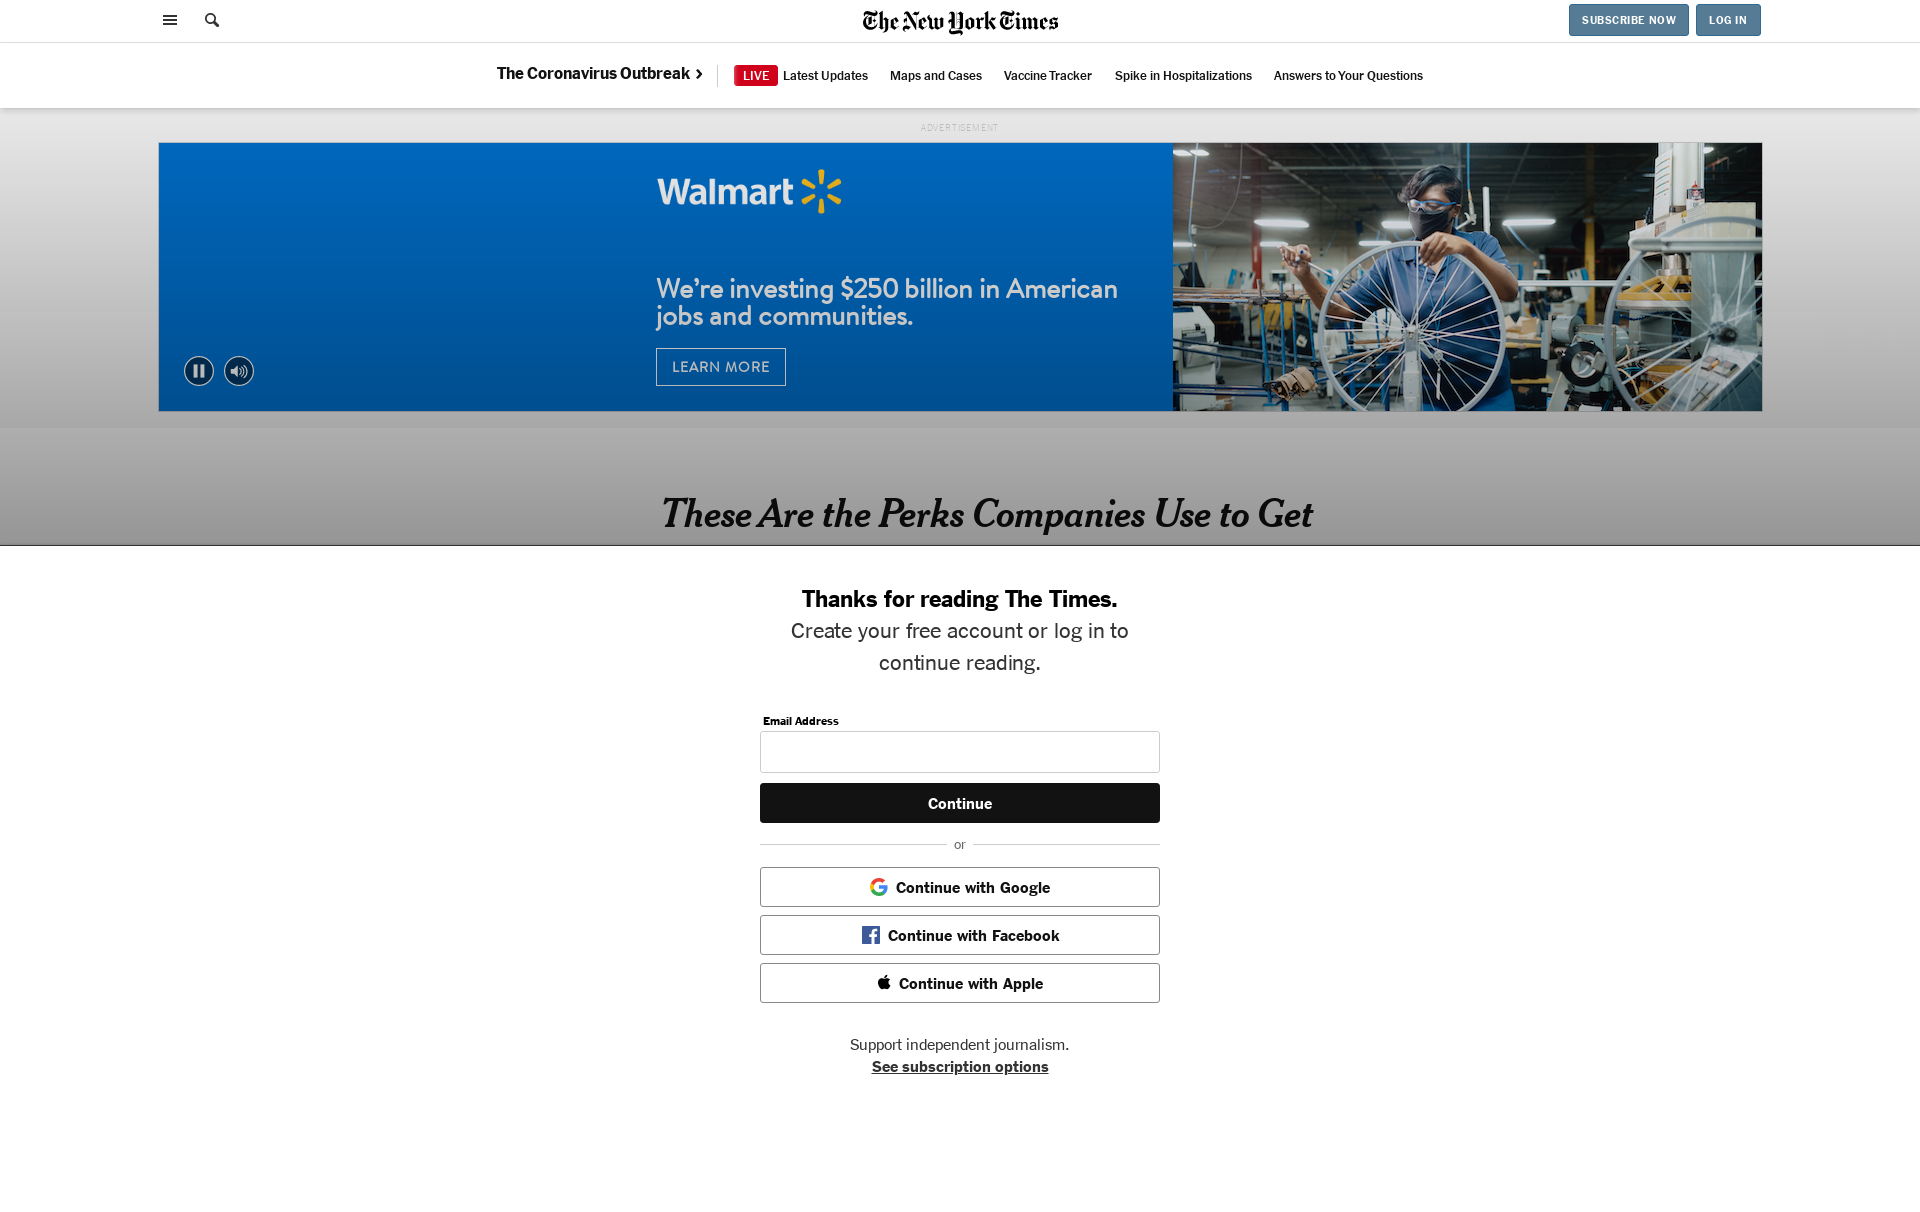 The New York Times
SUBSCRIBE NOW
LOG IN
The Coronavirus Outbreak
LIVE Latest Updates
Maps and Cases
Vaccine Tracker
Spike in Hospitalizations
Answers to Your Questions
ADVERTISEMENT
Walmart
We’re investing $250 billion in American
jobs and communities.
LEARN MORE
These Are the Perks Companies Use to Get
Thanks for reading The Times.
Create your free account or log in to
continue reading.
Email Address
Continue
or
Continue with Google
Continue with Facebook
Continue with Apple
Support independent journalism.
See subscription options